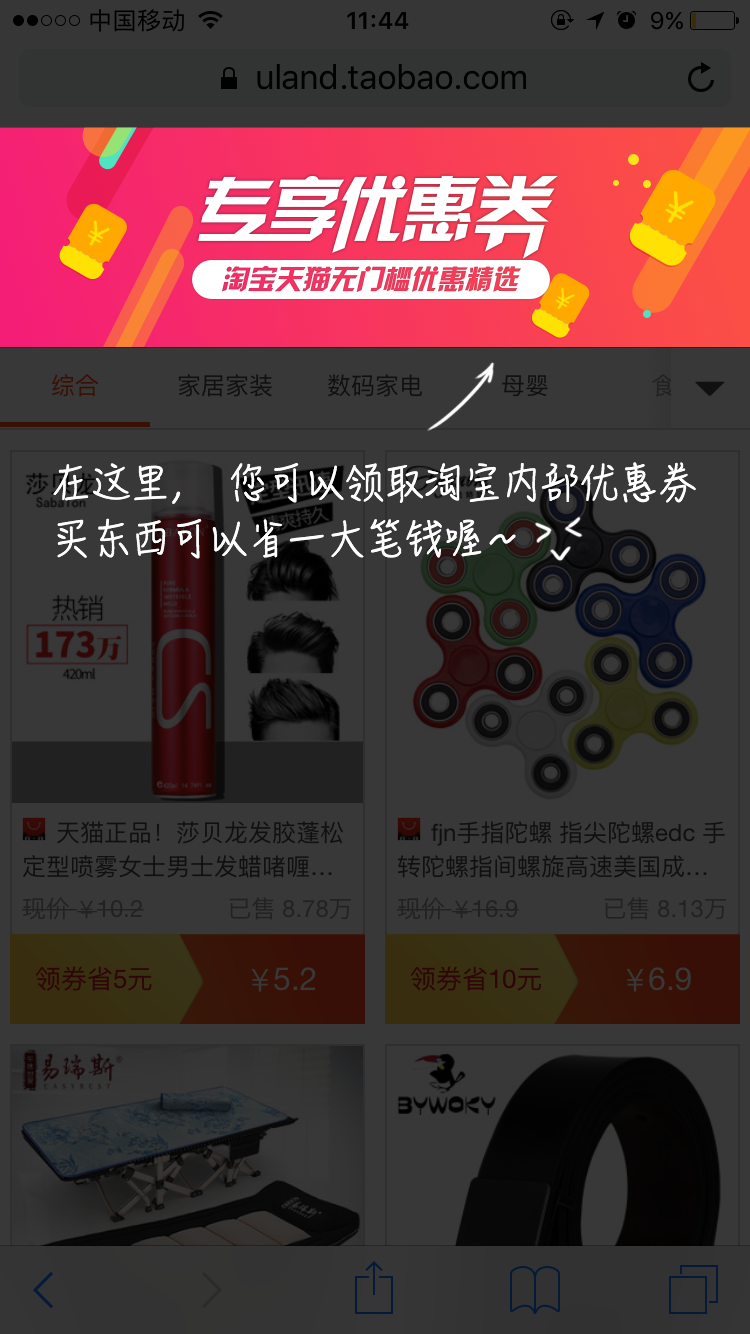 中国移动 11:44 9%
uland.taobao.com
专享优惠券
淘宝天猫无门槛优惠精选
综合 家居家装 数码家电 母婴 食
在这里， 您可以领取淘宝内部优惠券
买东西可以省一大笔钱喔～ >﹏<
莎贝龙
Sabalon
热销
173万
420ml
天猫正品！莎贝龙发胶蓬松
定型喷雾女士男士发蜡啫喱...
现价 ¥10.2 已售 8.78万
领券省5元 ¥5.2
fjn手指陀螺 指尖陀螺edc 手
转陀螺指间螺旋高速美国成...
现价 ¥16.9 已售 8.13万
领券省10元 ¥6.9
易瑞斯
EASYREST
BYWOKY